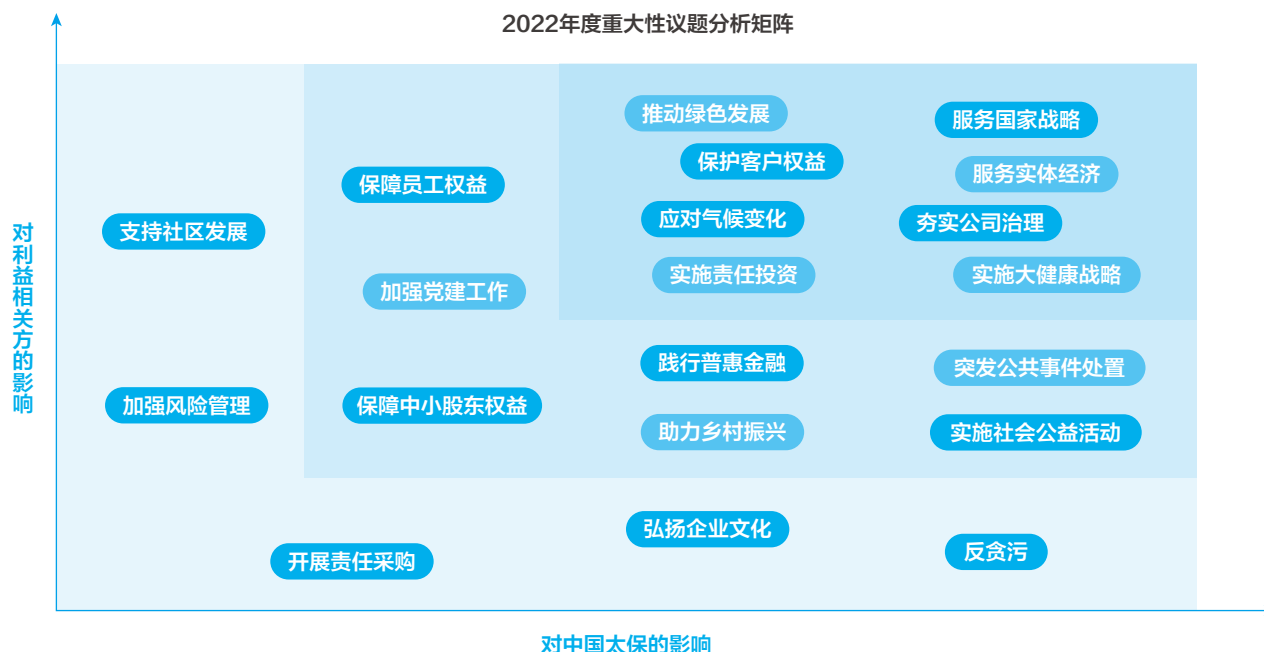 2022年度重大性议题分析矩阵
对利益相关方的影响
推动绿色发展
服务国家战略
保护客户权益
服务实体经济
保障员工权益
应对气候变化
夯实公司治理
支持社区发展
实施责任投资
实施大健康战略
加强党建工作
践行普惠金融
突发公共事件处置
加强风险管理
保障中小股东权益
助力乡村振兴
实施社会公益活动
弘扬企业文化
反贪污
开展责任采购
对中国太保的影响